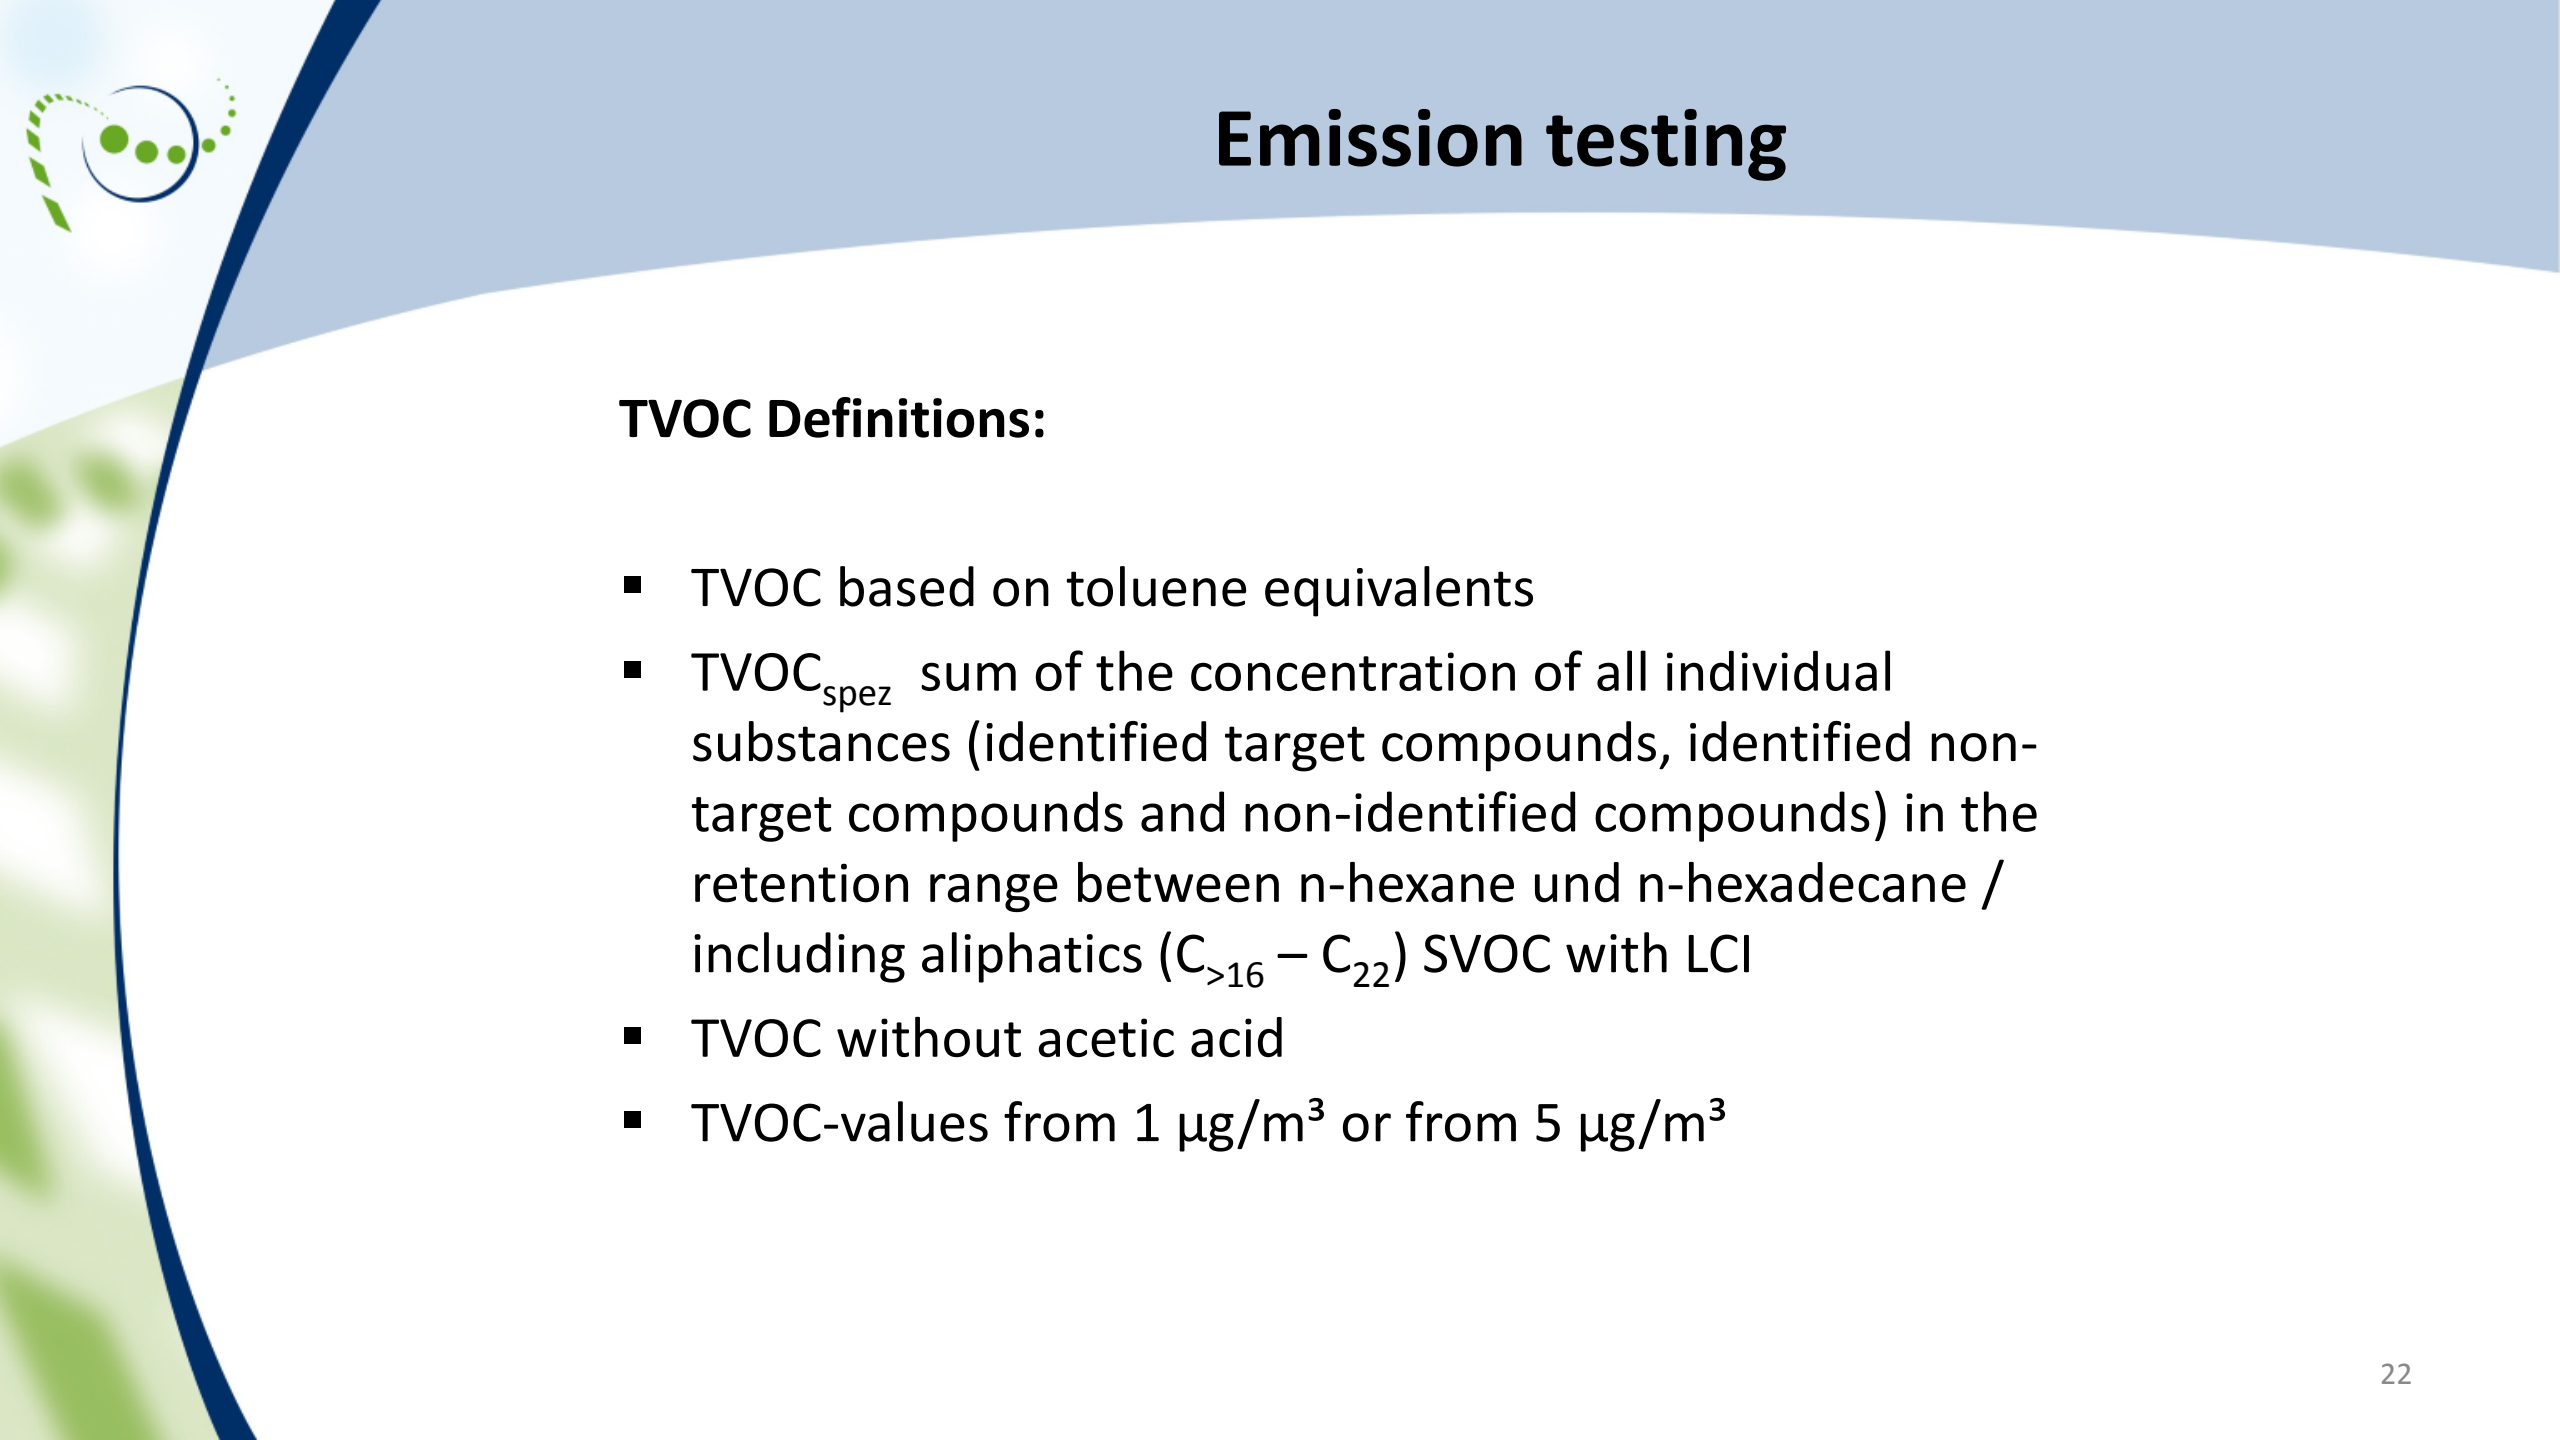 Emission testing
TVOC Definitions:
▪ TVOC based on toluene equivalents
▪ TVOCspez  sum of the concentration of all individual
substances (identified target compounds, identified non-
target compounds and non-identified compounds) in the
retention range between n-hexane und n-hexadecane /
including aliphatics (C>16 – C22) SVOC with LCI
▪ TVOC without acetic acid
▪ TVOC-values from 1 µg/m³ or from 5 µg/m³
22